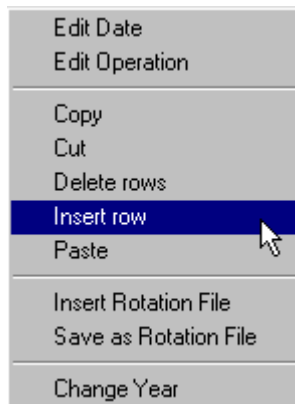 Edit Date
Edit Operation
Copy
Cut
Delete rows
Insert row
Paste
Insert Rotation File
Save as Rotation File
Change Year